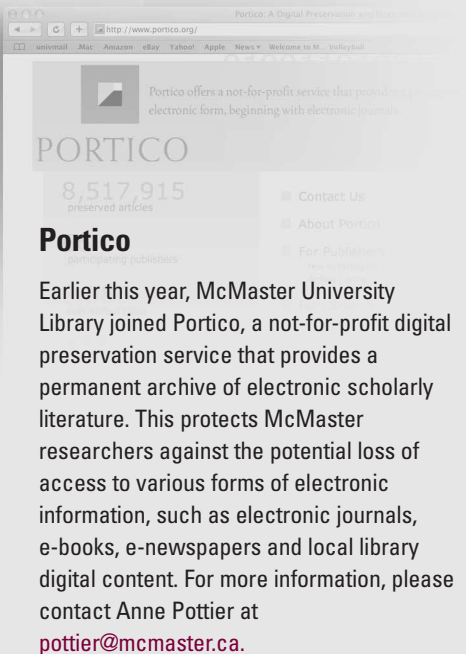 Portico: A Digital Preservation and Electronic
http://www.portico.org/
univmail .Mac Amazon eBay Yahoo! Apple News▾ Welcome to M... Volleyball
Portico offers a not-for-profit service that
electronic form, beginning with electronic journals.
PORTICO
8,517,915
preserved articles
participating publishers
Contact Us
About Portico
For Publishers
Portico
Earlier this year, McMaster University
Library joined Portico, a not-for-profit digital
preservation service that provides a
permanent archive of electronic scholarly
literature. This protects McMaster
researchers against the potential loss of
access to various forms of electronic
information, such as electronic journals,
e-books, e-newspapers and local library
digital content. For more information, please
contact Anne Pottier at
pottier@mcmaster.ca.